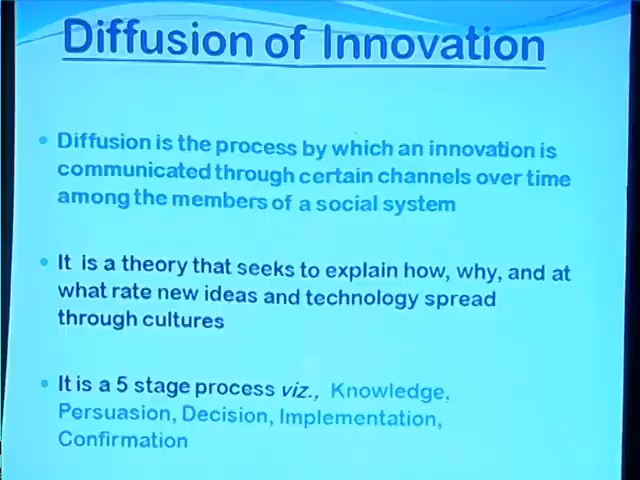 Diffusion of Innovation
• Diffusion is the process by which an innovation is
communicated through certain channels over time
among the members of a social system
• It is a theory that seeks to explain how, why, and at
what rate new ideas and technology spread
through cultures
• It is a 5 stage process viz., Knowledge,
Persuasion, Decision, Implementation,
Confirmation